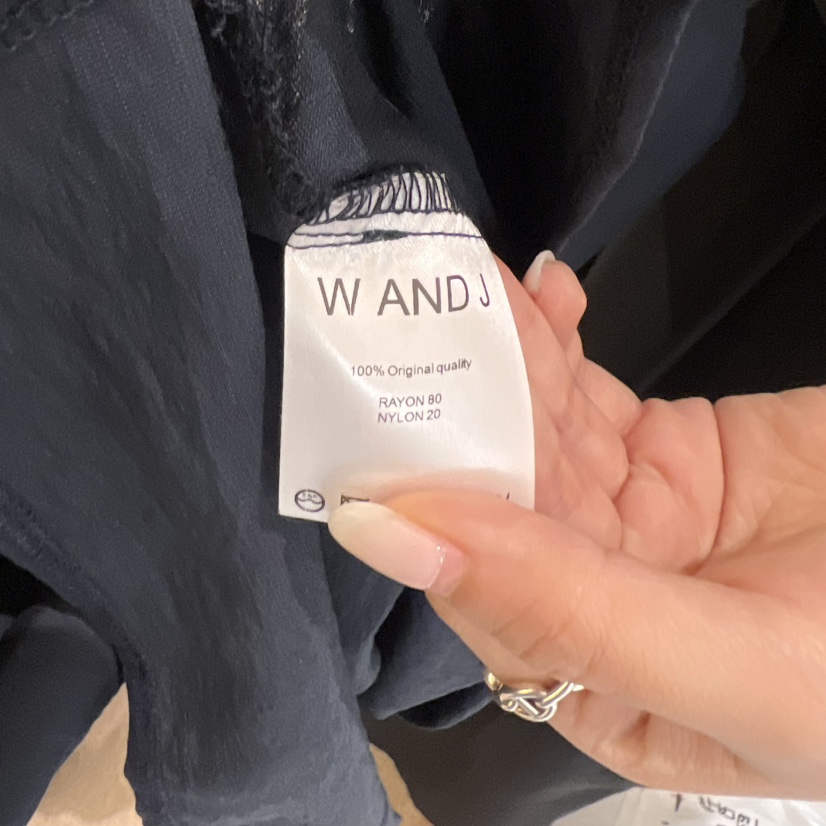 W AND J
100% Original quality
RAYON 80
NYLON 20